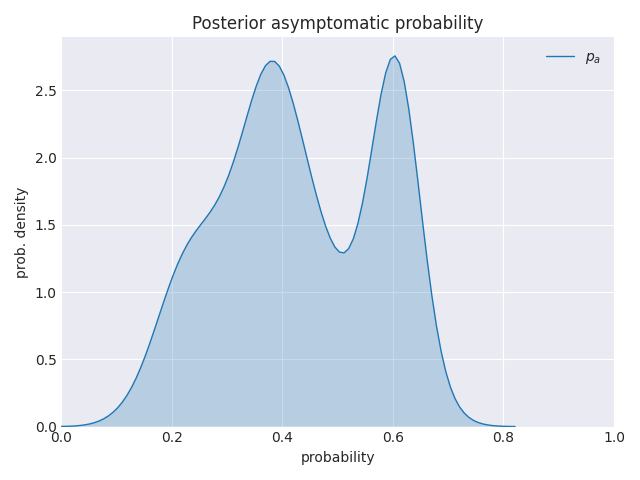 Posterior asymptomatic probability
pₐ
prob. density
2.5
2.0
1.5
1.0
0.5
0.0
0.0 0.2 0.4 0.6 0.8 1.0
probability